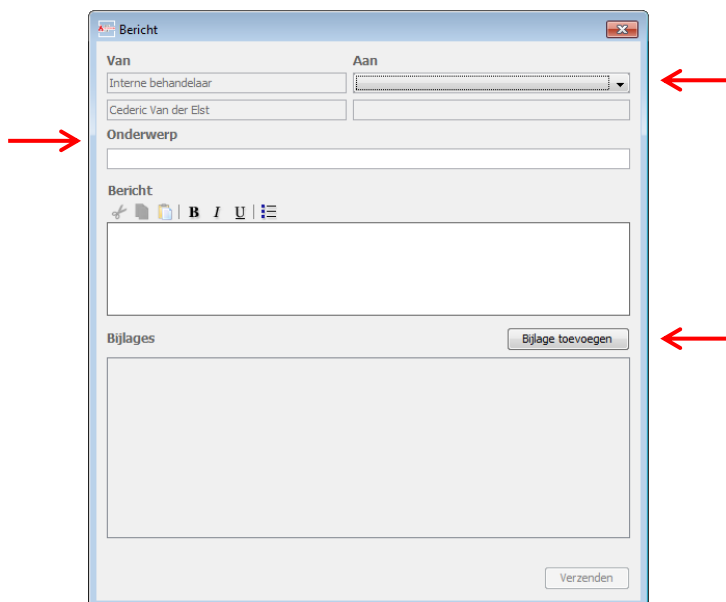 Bericht
Van Aan
Interne behandelaar
Cederic Van der Elst
Onderwerp
Bericht
B I U
Bijlages Bijlage toevoegen
Verzenden